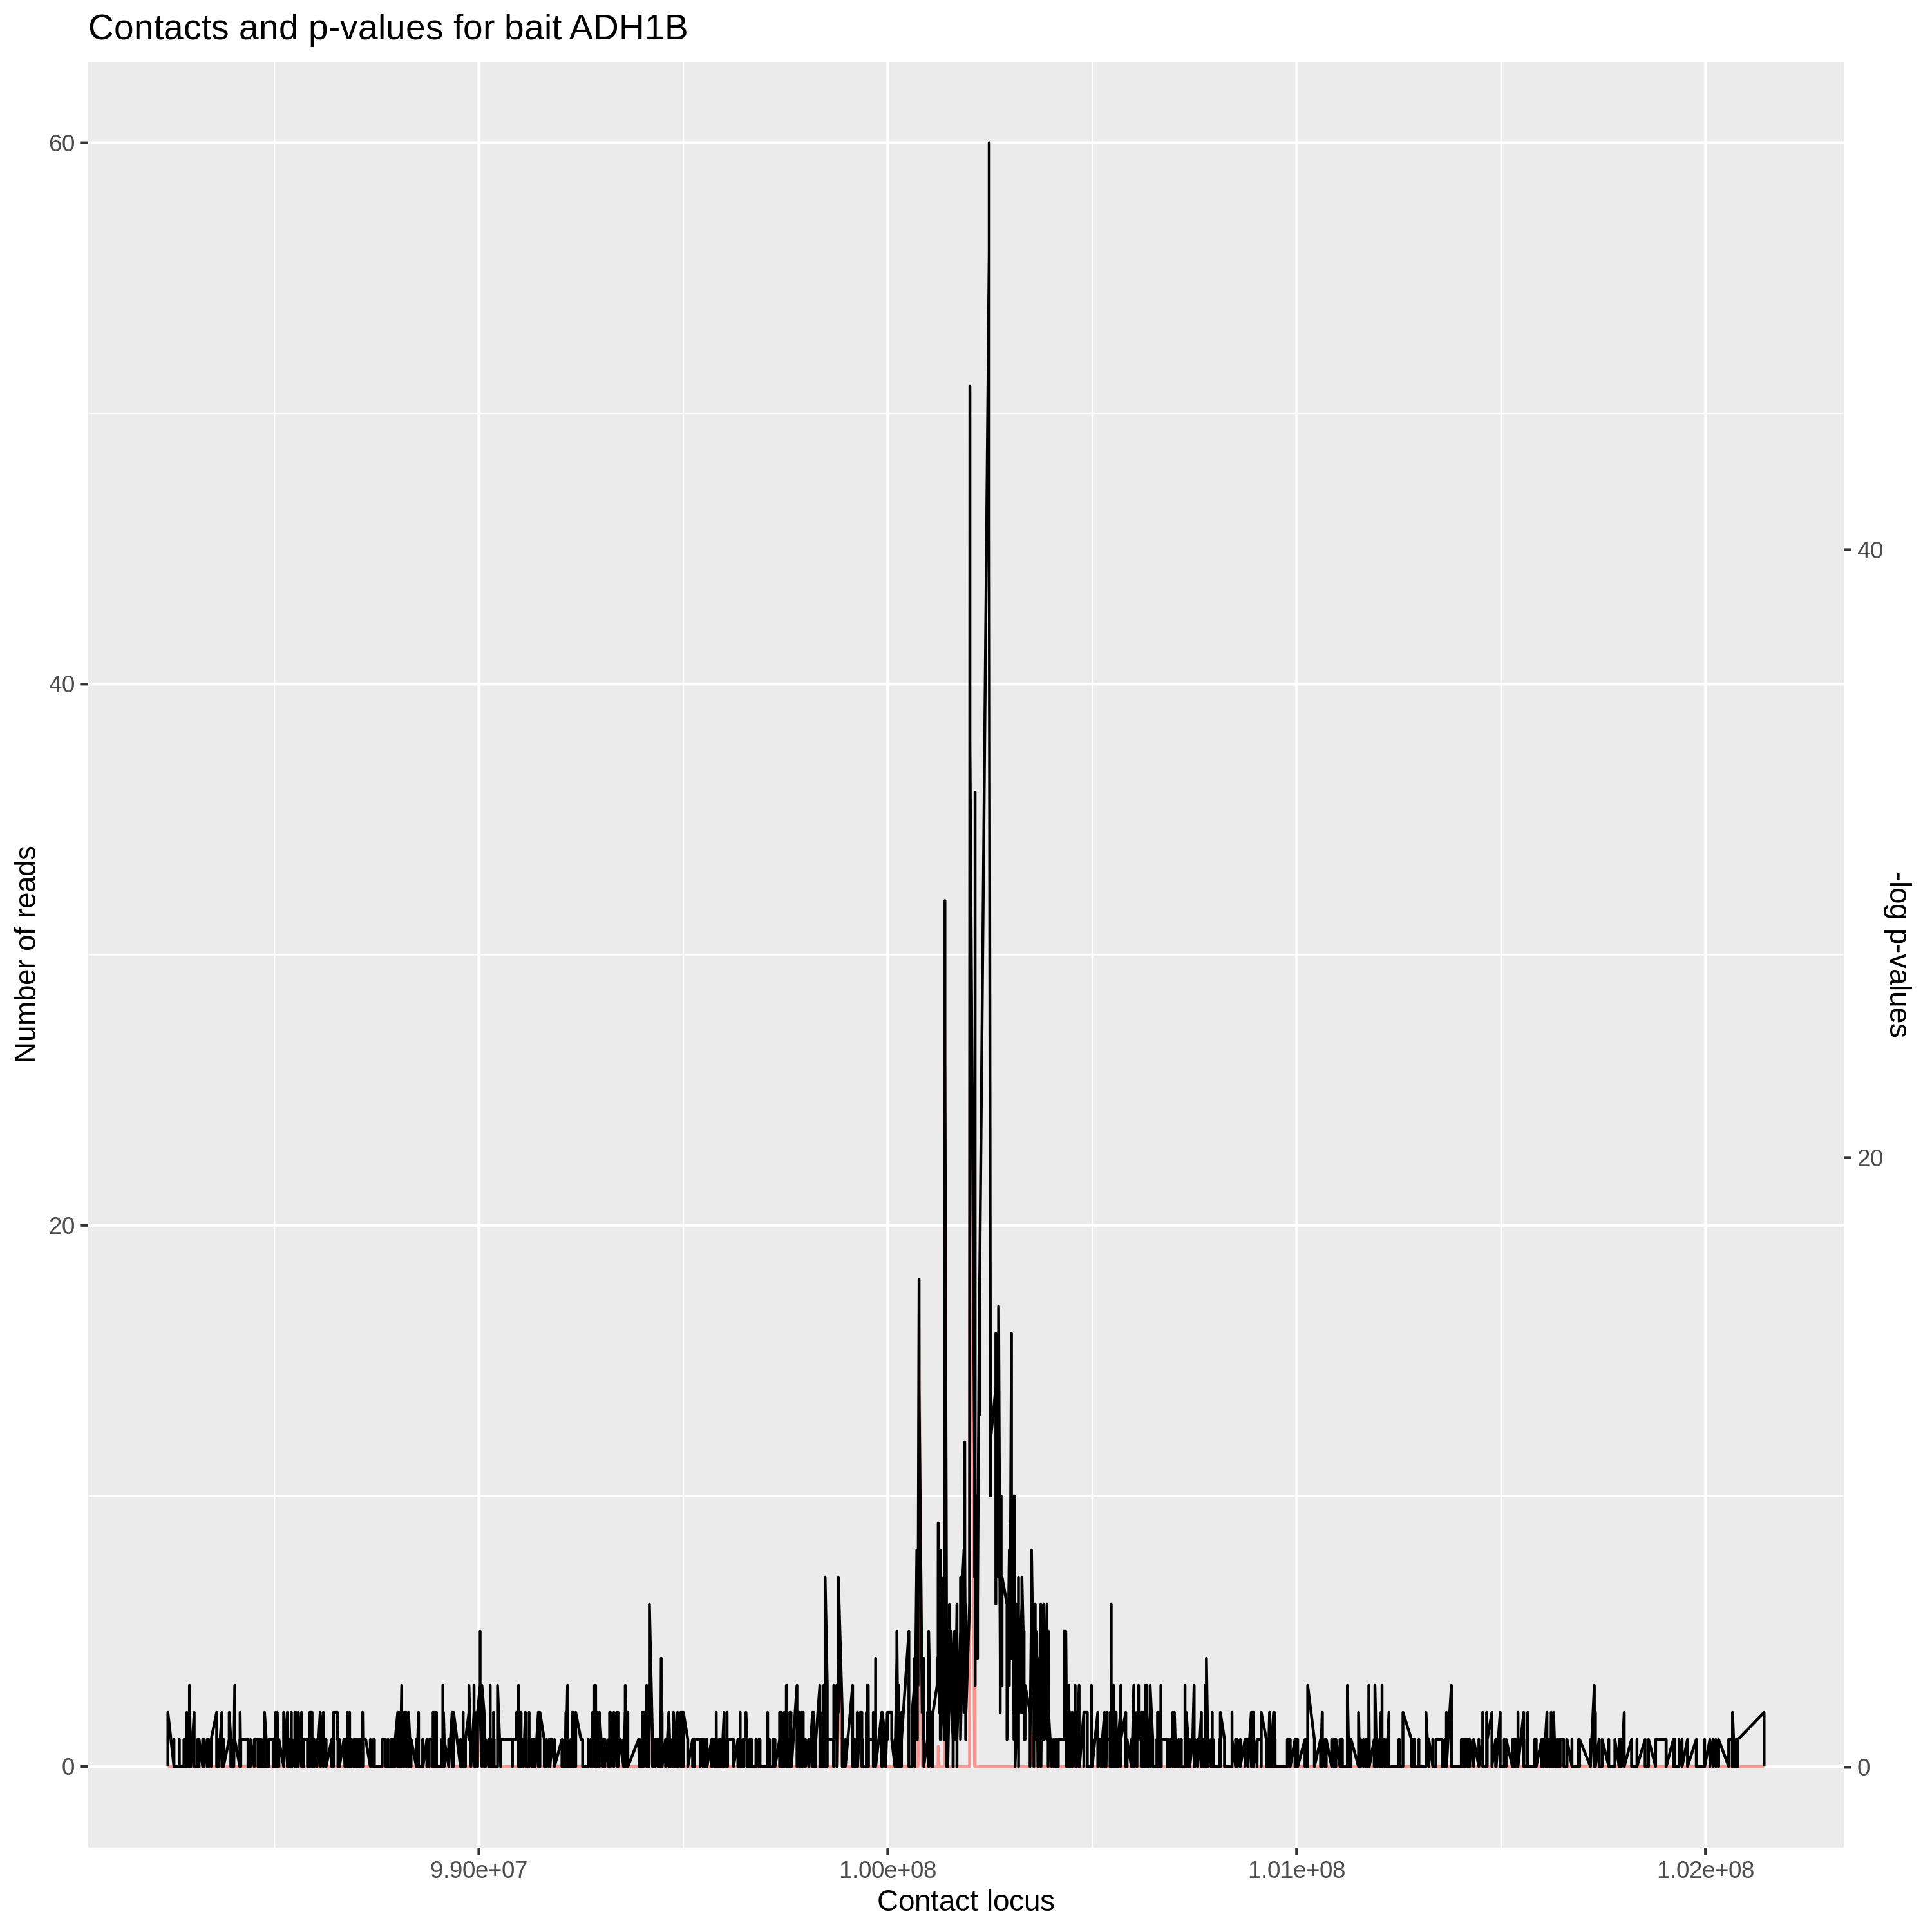 Contacts and p-values for bait ADH1B
60
40
20
0
Number of reads
40
20
0
-log p-values
9.90e+07
1.00e+08
1.01e+08
1.02e+08
Contact locus